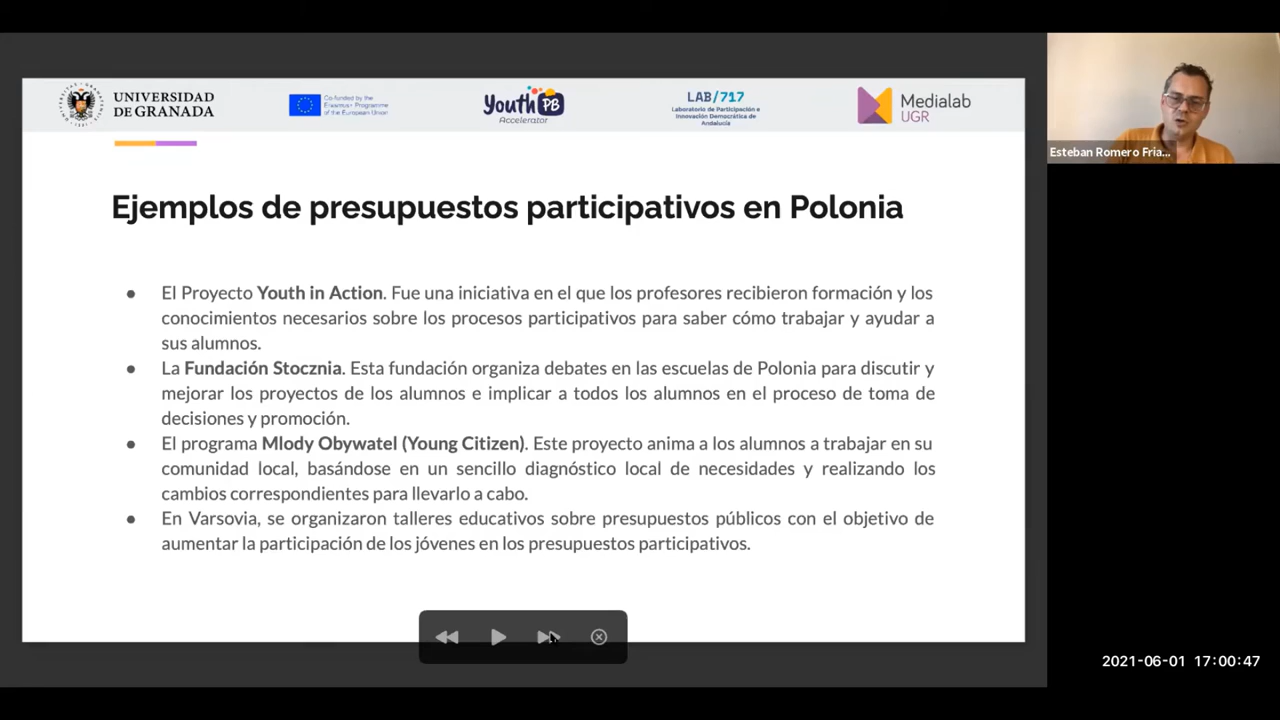 UNIVERSIDAD
DE GRANADA
Co-funded by the
Erasmus+ Programme
of the European Union
Youth PB
Accelerator
LAB/717
Laboratorio de Participación e
Innovación Democrática de
Andalucía
Medialab
UGR
Esteban Romero Fria...
Ejemplos de presupuestos participativos en Polonia
● El Proyecto Youth in Action. Fue una iniciativa en el que los profesores recibieron formación y los
conocimientos necesarios sobre los procesos participativos para saber cómo trabajar y ayudar a
sus alumnos.
● La Fundación Stocznia. Esta fundación organiza debates en las escuelas de Polonia para discutir y
mejorar los proyectos de los alumnos e implicar a todos los alumnos en el proceso de toma de
decisiones y promoción.
● El programa Mlody Obywatel (Young Citizen). Este proyecto anima a los alumnos a trabajar en su
comunidad local, basándose en un sencillo diagnóstico local de necesidades y realizando los
cambios correspondientes para llevarlo a cabo.
● En Varsovia, se organizaron talleres educativos sobre presupuestos públicos con el objetivo de
aumentar la participación de los jóvenes en los presupuestos participativos.
2021-06-01 17:00:47